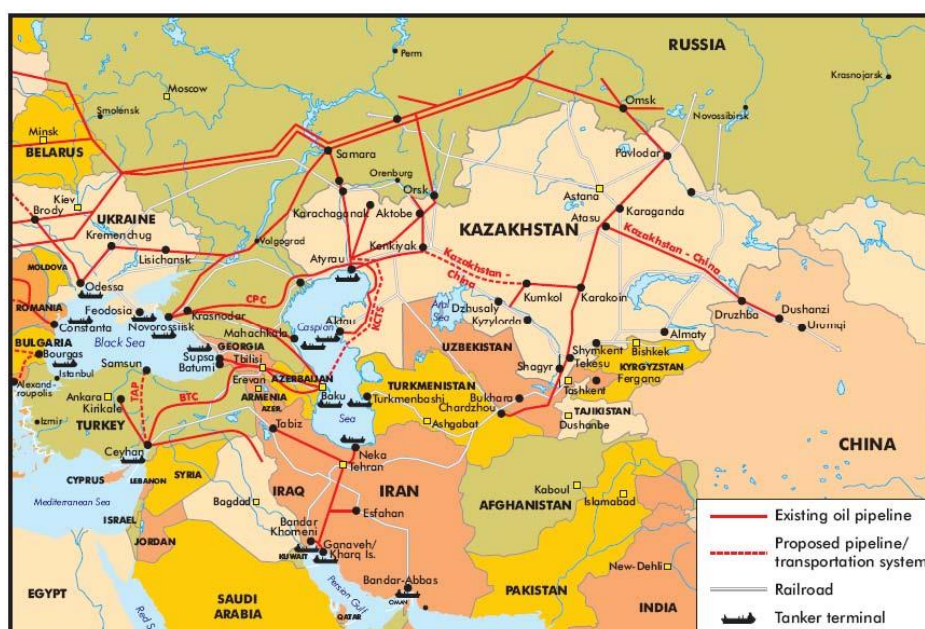 RUSSIA
Perm
Krasnojarsk
Moscow
Smolensk
Omsk
Novossibirsk
Minsk
BELARUS
Samara
Pavlodar
Orenburg
Orsk
Astana
Kiev
Brody
UKRAINE
Karachaganak
Aktobe
Karaganda
Atasu
KAZAKHSTAN
Kremenchug
Volgograd
Lisichansk
Kenkiyak
Kazakhstan -
China
Kazakhstan - China
MOLDOVA
Atyrau
Odessa
CPC
KCTS
Kumkol
Karakoin
ROMANIA
Feodosia
Krasnodar
Novorossiisk
Aral
Sea
Dzhusaly
Kyzylorda
Druzhba
Dushanzi
Urumqi
Constanta
Caspian
Aktau
Makhachkala
Black Sea
GEORGIA
UZBEKISTAN
Almaty
BULGARIA
Bourgas
Istanbul
Samsun
Supsa
Batumi
Tbilisi
Shymkent
Bishkek
Tekesu
KYRGYZSTAN
Fergana
Shagyr
Alexand-
roupolis
Erevan
AZERBAIJAN
TURKMENISTAN
Ankara
Kirikale
TAP
BTC
ARMENIA
AZER.
Baku
Turkmenbashi
Bukhara
Chardzhou
Tashkent
TAJIKISTAN
Dushanbe
Izmir
TURKEY
Tabiz
Sea
Ashgabat
CHINA
Ceyhan
Neka
Tehran
CYPRUS
LEBANON
SYRIA
IRAQ
IRAN
AFGHANISTAN
Kaboul
Islamabad
Mediterranean Sea
Bagdad
ISRAEL
Esfahan
JORDAN
Bandar
Khomeni
KUWAIT
Ganaveh/
Kharq Is.
New-Dehli
Bandar-Abbas
PAKISTAN
EGYPT
SAUDI
ARABIA
Persian Gulf
OMAN
QATAR
INDIA
Red S
Existing oil pipeline
Proposed pipeline/
transportation system
Railroad
Tanker terminal